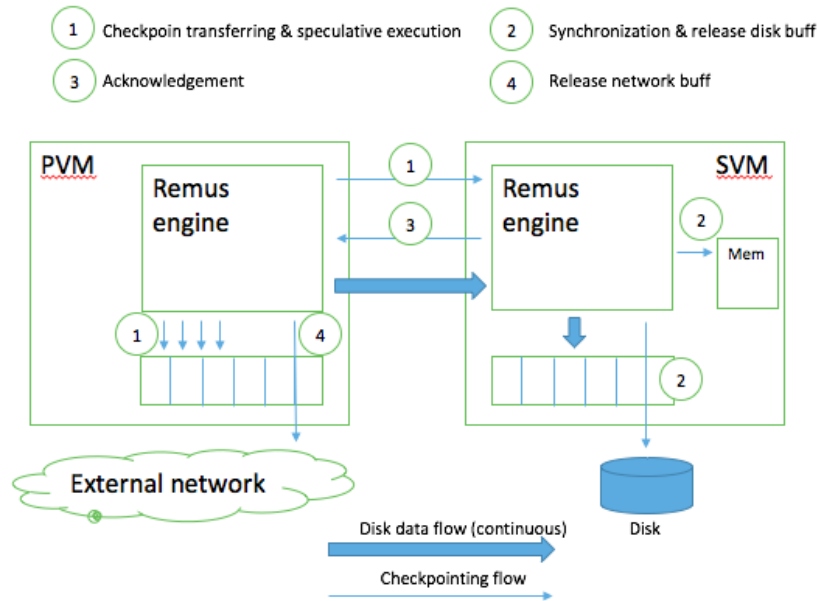 1 Checkpoin transferring & speculative execution
2 Synchronization & release disk buff
3 Acknowledgement
4 Release network buff
PVM
SVM
1
Remus
engine
Remus
engine
3
2
Mem
1
4
2
External network
Disk data flow (continuous)
Disk
Checkpointing flow